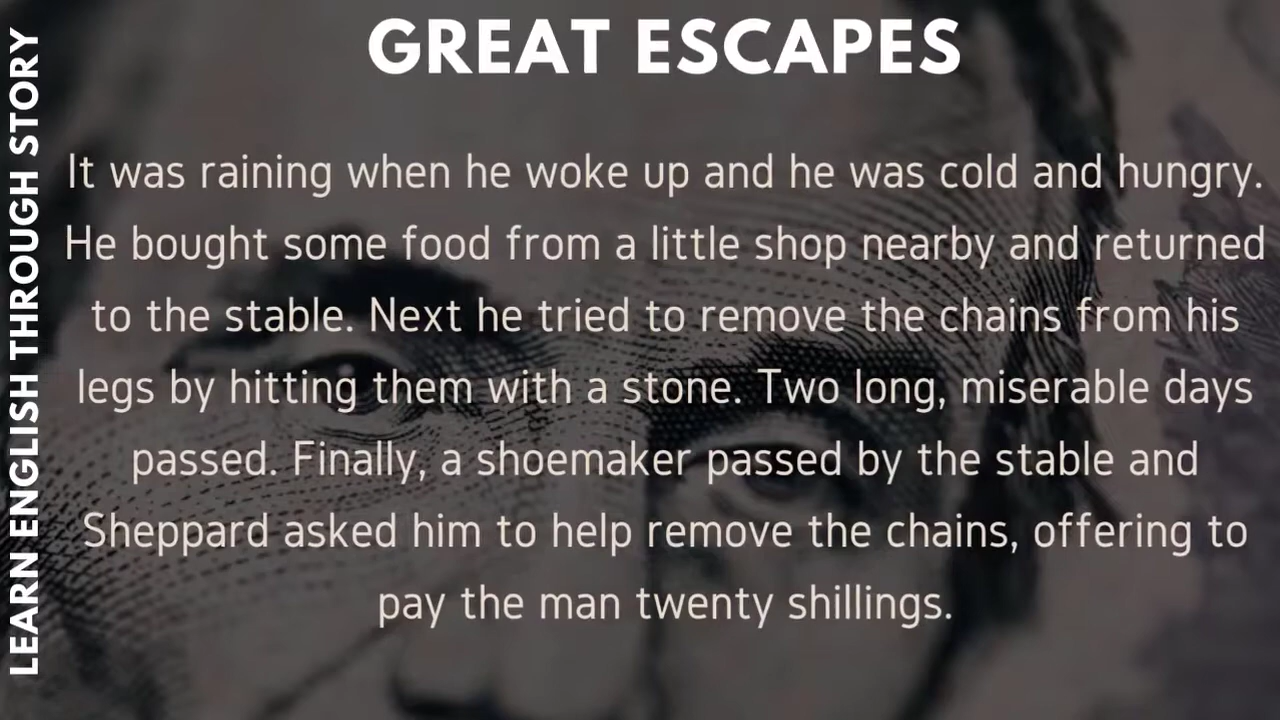 GREAT ESCAPES
LEARN ENGLISH THROUGH STORY
It was raining when he woke up and he was cold and hungry.
He bought some food from a little shop nearby and returned
to the stable. Next he tried to remove the chains from his
legs by hitting them with a stone. Two long, miserable days
passed. Finally, a shoemaker passed by the stable and
Sheppard asked him to help remove the chains, offering to
pay the man twenty shillings.